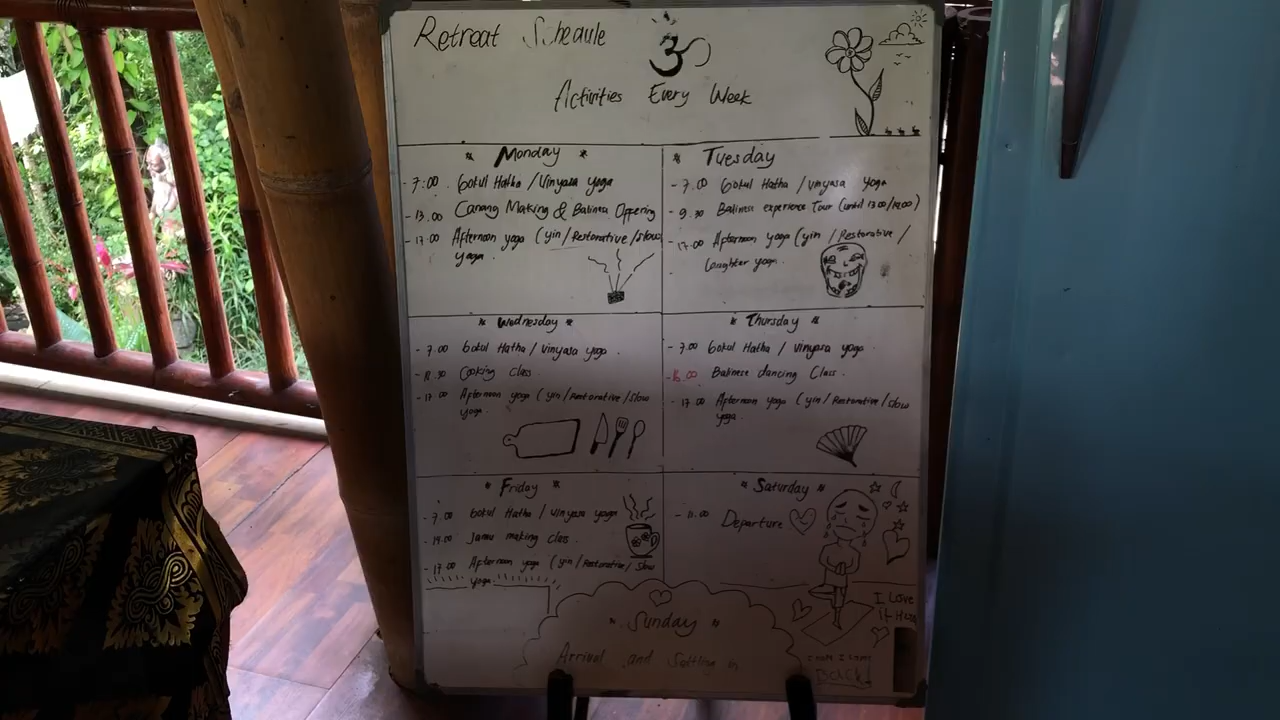 Retreat Scheaule
ॐ
Activities Every Week
* Monday *
- 7:00 . Gokul Hatha / Vinyasa yoga
- 13.00 Canang Making & Balinese Offering
- 17.00 Afternoon yoga (yin / Restorative / slow
yoga.
* Tuesday
- 7.00 Gokul Hatha / vinyasa yoga
- 9.30 Balinese experience Tour (until 13.00/14.00)
- 17.00 Afternoon yoga (yin / Restorative /
laughter yoga.
* Wednesday *
- 7.00 Gokul Hatha / vinyasa yoga .
Cooking class.
- 17.00 Afternoon yoga (yin / Restorative / slow
yoga.
* Thursday *
- 7.00 Gokul Hatha / vinyasa yoga .
- 16.00 Balinese dancing Class .
17.00 Afternoon yoga (yin / Restorative / slow
yoga.
* Friday *
- 7.00 Gokul Hatha / vinyasa yoga
- 14.00 Jamu making class .
- 17.00 Afternoon yoga (yin / Restorative / slow
yoga.
* Saturday *
- 11.00 Departure
* Sunday *
Arrival and Settling in
I Love
it Here
I can
BACK!